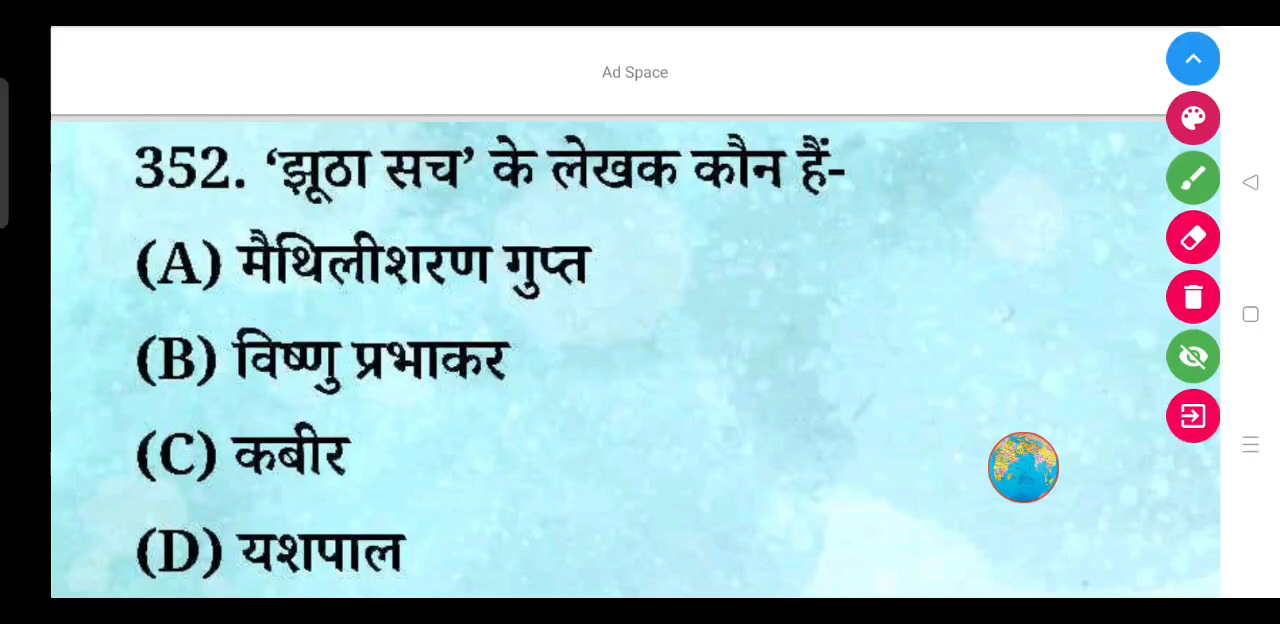 Ad Space
352. ‘झूठा सच’ के लेखक कौन हैं-
(A) मैथिलीशरण गुप्त
(B) विष्णु प्रभाकर
(C) कबीर
(D) यशपाल